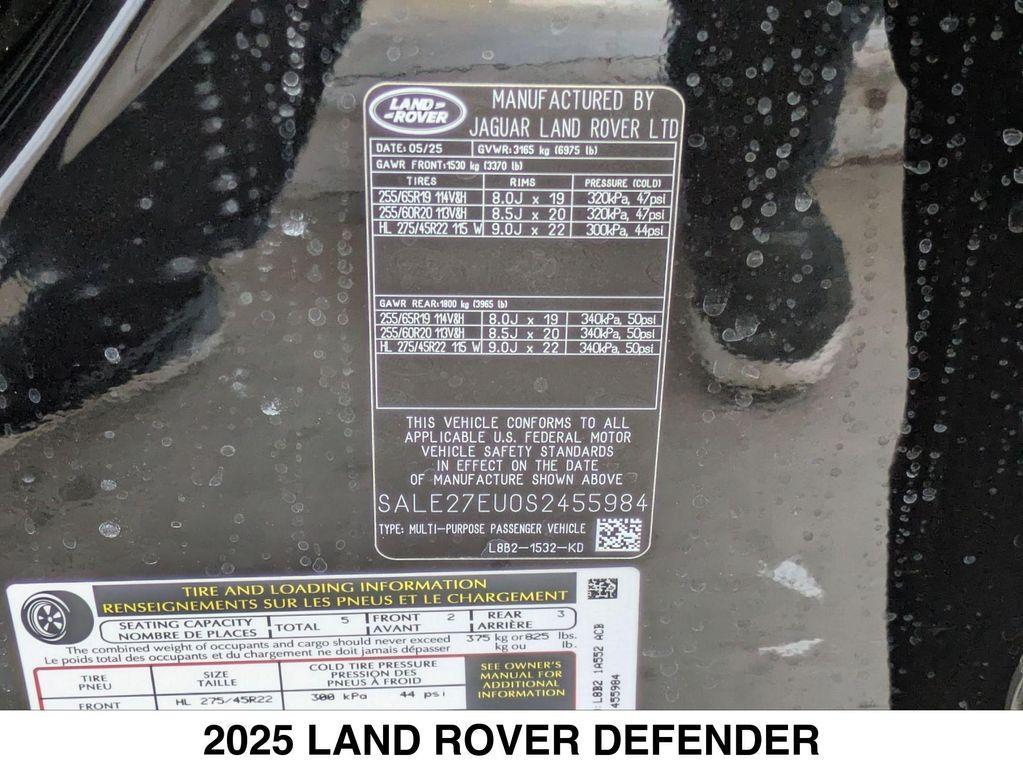 LAND ROVER
MANUFACTURED BY
JAGUAR LAND ROVER LTD
DATE: 05/25 GVWR: 3165 kg (6975 lb)
GAWR FRONT: 1530 kg (3370 lb)
TIRES RIMS PRESSURE (COLD)
255/65R19 114V&H 8.0J x 19 320kPa, 47psi
255/60R20 113V&H 8.5J x 20 320kPa, 47psi
HL 275/45R22 115 W 9.0J x 22 300kPa, 44psi
GAWR REAR: 1800 kg (3965 lb)
255/65R19 114V&H 8.0J x 19 340kPa, 50psi
255/60R20 113V&H 8.5J x 20 340kPa, 50psi
HL 275/45R22 115 W 9.0J x 22 340kPa, 50psi
THIS VEHICLE CONFORMS TO ALL
APPLICABLE U.S. FEDERAL MOTOR
VEHICLE SAFETY STANDARDS
IN EFFECT ON THE DATE
OF MANUFACTURE SHOWN ABOVE
SALE27EU0S2455984
TYPE: MULTI-PURPOSE PASSENGER VEHICLE
L8B2-1532-KD
TIRE AND LOADING INFORMATION
RENSEIGNEMENTS SUR LES PNEUS ET LE CHARGEMENT
SEATING CAPACITY TOTAL 5 FRONT 2 REAR 3
NOMBRE DE PLACES AVANT ARRIÈRE
The combined weight of occupants and cargo should never exceed 375 kg or 825 lbs.
Le poids total des occupants et du chargement ne doit jamais dépasser kg ou lb.
TIRE SIZE COLD TIRE PRESSURE
PNEU TAILLE PRESSION DES
PNEUS À FROID
SEE OWNER'S
MANUAL FOR
ADDITIONAL
INFORMATION
FRONT HL 275/45R22 300 kPa 44 psi
L8B2 1A552 ACB
455984
2025 LAND ROVER DEFENDER